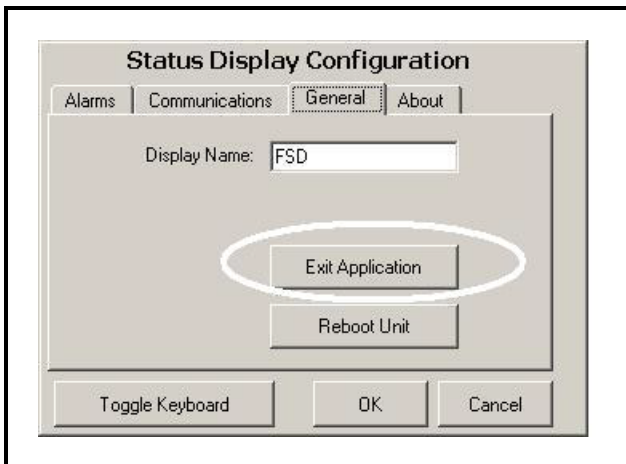 Status Display Configuration
Alarms Communications General About
Display Name: FSD
Exit Application
Reboot Unit
Toggle Keyboard OK Cancel